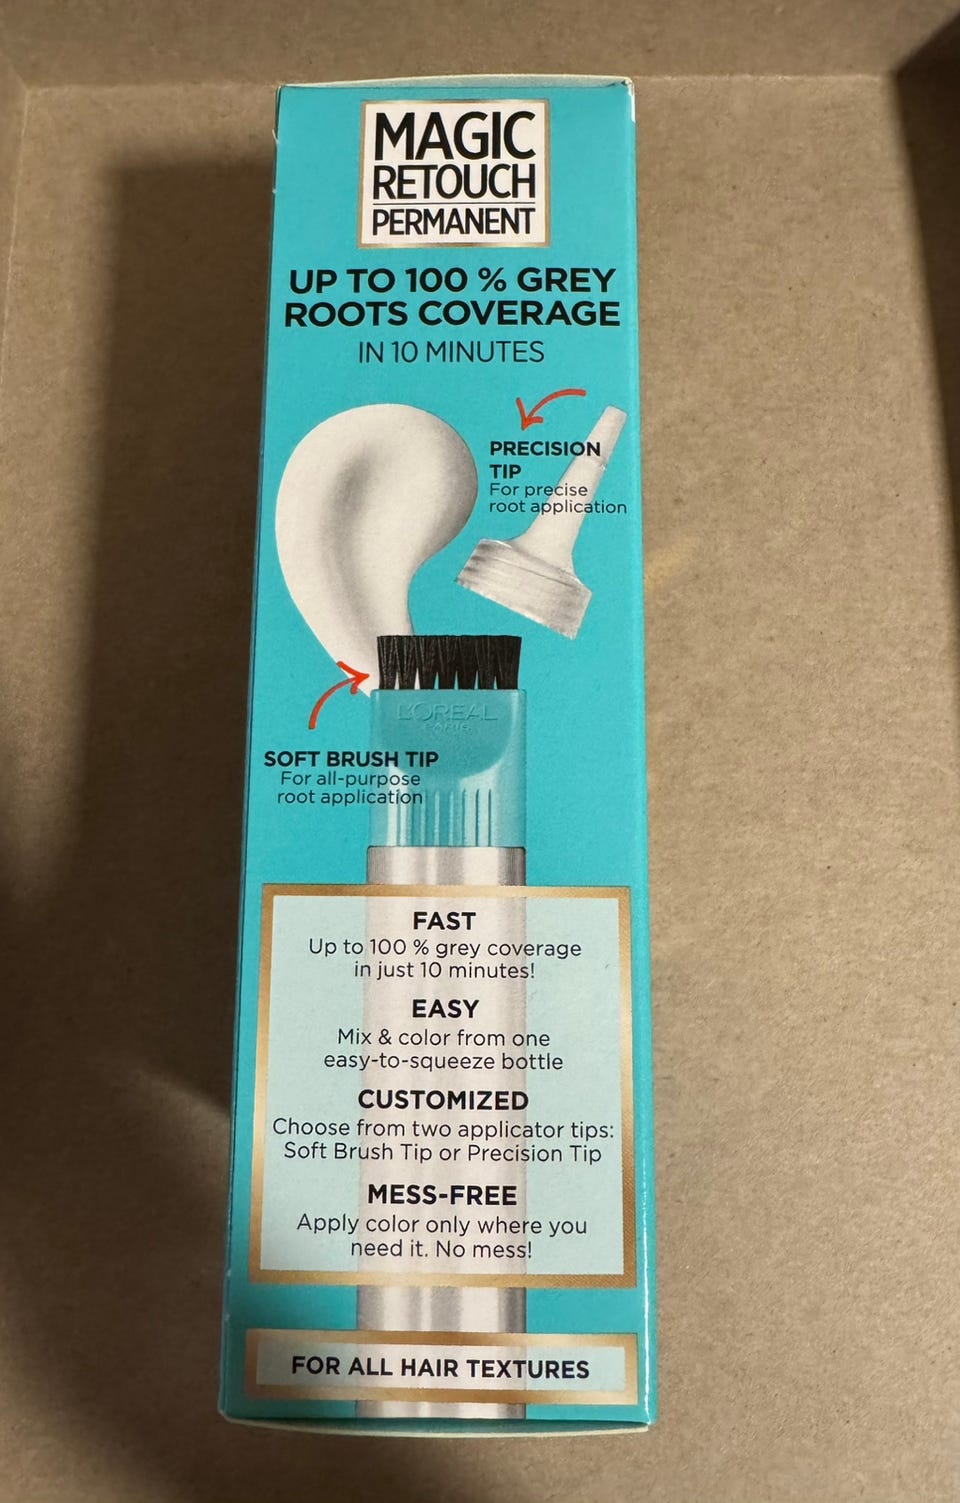 MAGIC
RETOUCH
PERMANENT
UP TO 100 % GREY
ROOTS COVERAGE
IN 10 MINUTES
PRECISION
TIP
For precise
root application
L'ORÉAL
PARIS
SOFT BRUSH TIP
For all-purpose
root application
FAST
Up to 100 % grey coverage
in just 10 minutes!
EASY
Mix & color from one
easy-to-squeeze bottle
CUSTOMIZED
Choose from two applicator tips:
Soft Brush Tip or Precision Tip
MESS-FREE
Apply color only where you
need it. No mess!
FOR ALL HAIR TEXTURES